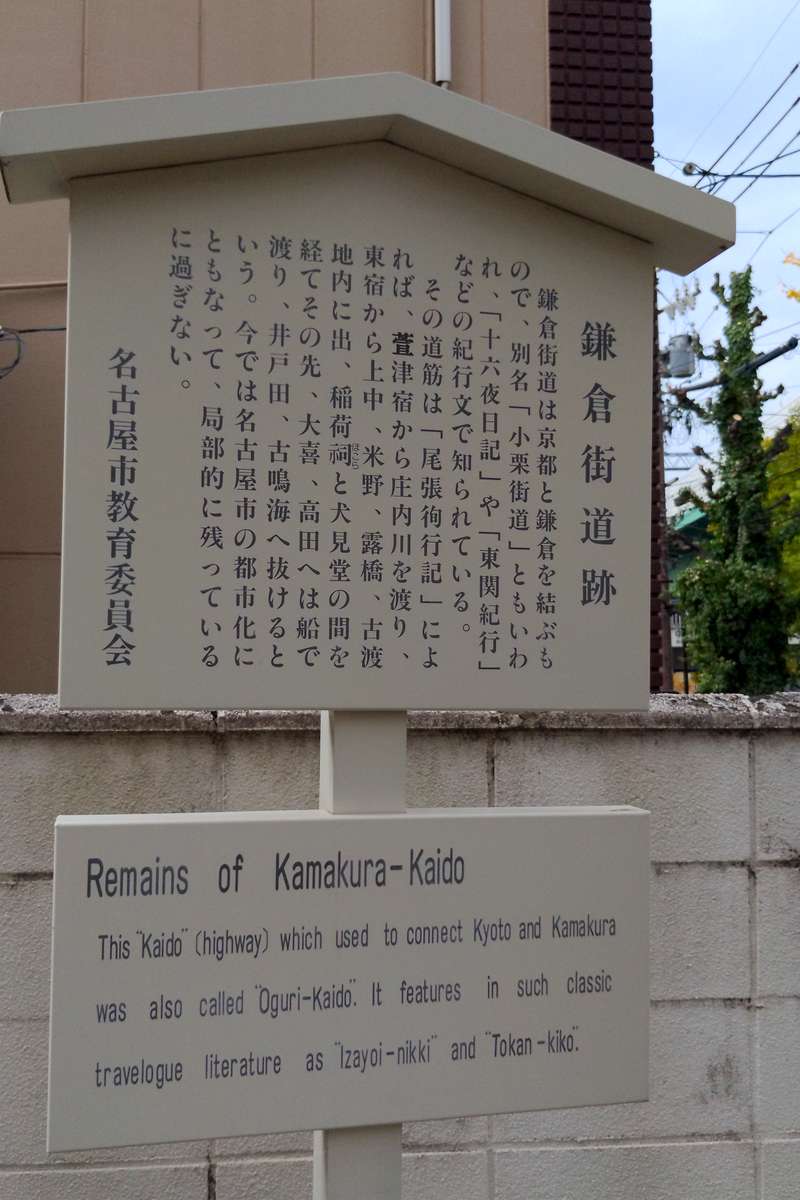 鎌倉街道跡
鎌倉街道は京都と鎌倉を結ぶも
ので、別名「小栗街道」ともいわ
れ、「十六夜日記」や「東関紀行」
などの紀行文で知られている。
その道筋は「尾張徇行記」によ
れば、萱津宿から庄内川を渡り、
東宿から上中、米野、露橋、古渡
地内に出、稲荷祠と犬見堂の間を
ほこら
経てその先、大喜、高田へは船で
渡り、井戸田、古鳴海へ抜けると
いう。今では名古屋市の都市化に
ともなって、局部的に残っている
に過ぎない。
名古屋市教育委員会
Remains of Kamakura-Kaido
This "Kaido" (highway) which used to connect Kyoto and Kamakura
was also called "Oguri-Kaido". It features in such classic
travelogue literature as "Izayoi-nikki" and "Tokan-kiko".